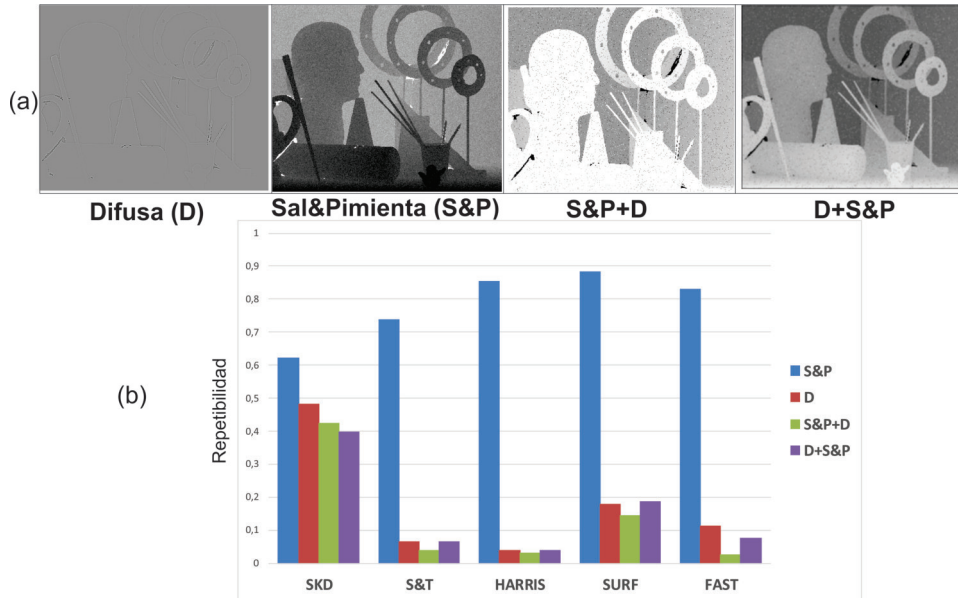 (a)
Difusa (D)
Sal&Pimienta (S&P)
S&P+D
D+S&P
(b)
Repetibilidad
1
0,9
0,8
0,7
0,6
0,5
0,4
0,3
0,2
0,1
0
SKD
S&T
HARRIS
SURF
FAST
S&P
D
S&P+D
D+S&P